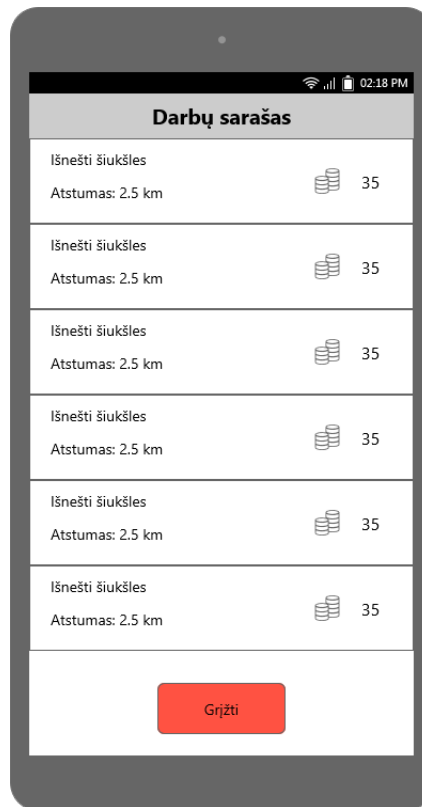 02:18 PM
Darbų sarašas
Išnešti šiukšles
Atstumas: 2.5 km
35
Išnešti šiukšles
Atstumas: 2.5 km
35
Išnešti šiukšles
Atstumas: 2.5 km
35
Išnešti šiukšles
Atstumas: 2.5 km
35
Išnešti šiukšles
Atstumas: 2.5 km
35
Išnešti šiukšles
Atstumas: 2.5 km
35
Grįžti